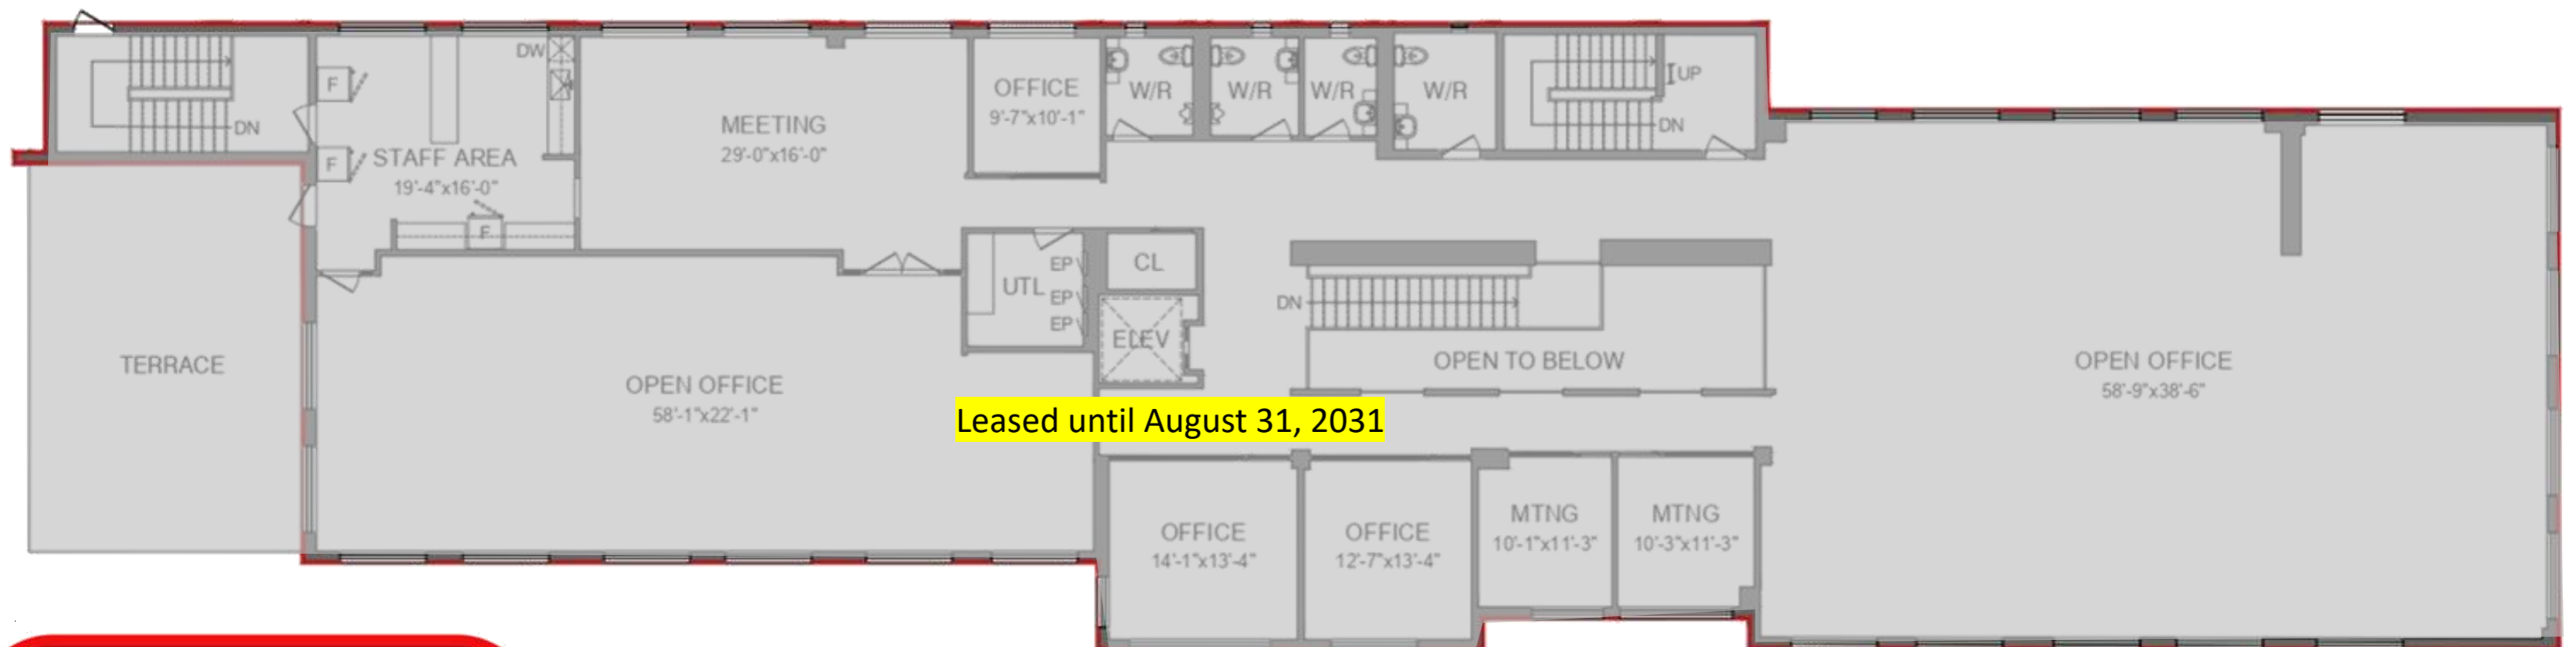 DN
F
F
STAFF AREA
19'-4"x16'-0"
F
DW
MEETING
29'-0"x16'-0"
OFFICE
9'-7"x10'-1"
W/R
W/R
W/R
W/R
UP
DN
TERRACE
OPEN OFFICE
58'-1"x22'-1"
UTL
EP
EP
EP
CL
ELEV
DN
OPEN TO BELOW
OPEN OFFICE
58'-9"x38'-6"
Leased until August 31, 2031
OFFICE
14'-1"x13'-4"
OFFICE
12'-7"x13'-4"
MTNG
10'-1"x11'-3"
MTNG
10'-3"x11'-3"